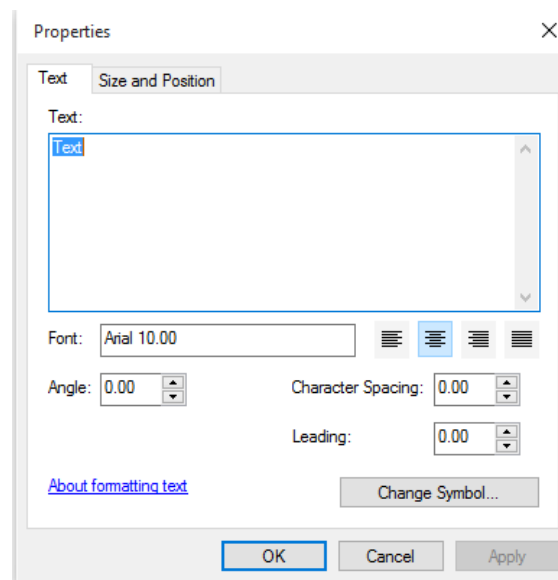 Properties
Text Size and Position
Text:
Text
Font: Arial 10.00
Angle: 0.00 Character Spacing: 0.00
Leading: 0.00
About formatting text Change Symbol...
OK Cancel Apply